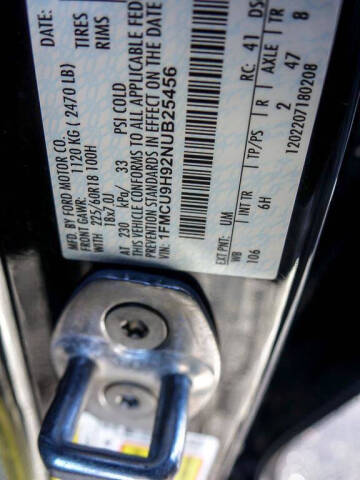 DATE:
BY FORD MOTOR CO.
FRONT GAWR:
1120 KG ( 2470 LB) TIRES
WITH
225/60R18 100H RIMS
18x7.0J
AT 230 kPa/ 33 PSI COLD
THIS VEHICLE CONFORMS TO ALL APPLICABLE FED
STANDARDS IN EFFECT ON THE DATE
VIN: 1FMCU9H92NUB25456
EXT PNT: UM RC: 41 DS
WB INT TR TP/PS R AXLE TR
106 6H 2 47 8
1202207180208